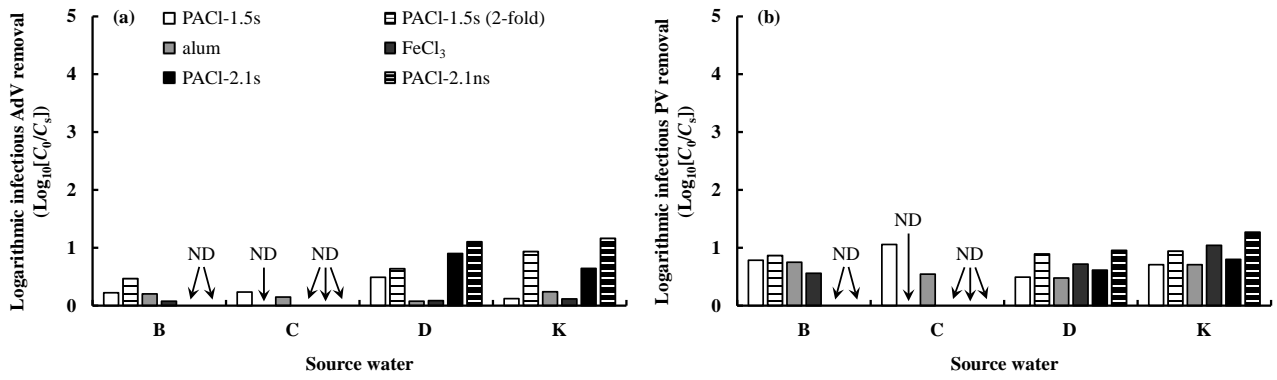 (a)
PACl-1.5s
PACl-1.5s (2-fold)
alum
FeCl₃
PACl-2.1s
PACl-2.1ns
Logarithmic infectious AdV removal
(Log₁₀[C₀/Cₛ])
5
4
3
2
1
0
ND
ND
ND
B
C
D
K
Source water
(b)
Logarithmic infectious PV removal
(Log₁₀[C₀/Cₛ])
5
4
3
2
1
0
ND
ND
ND
B
C
D
K
Source water